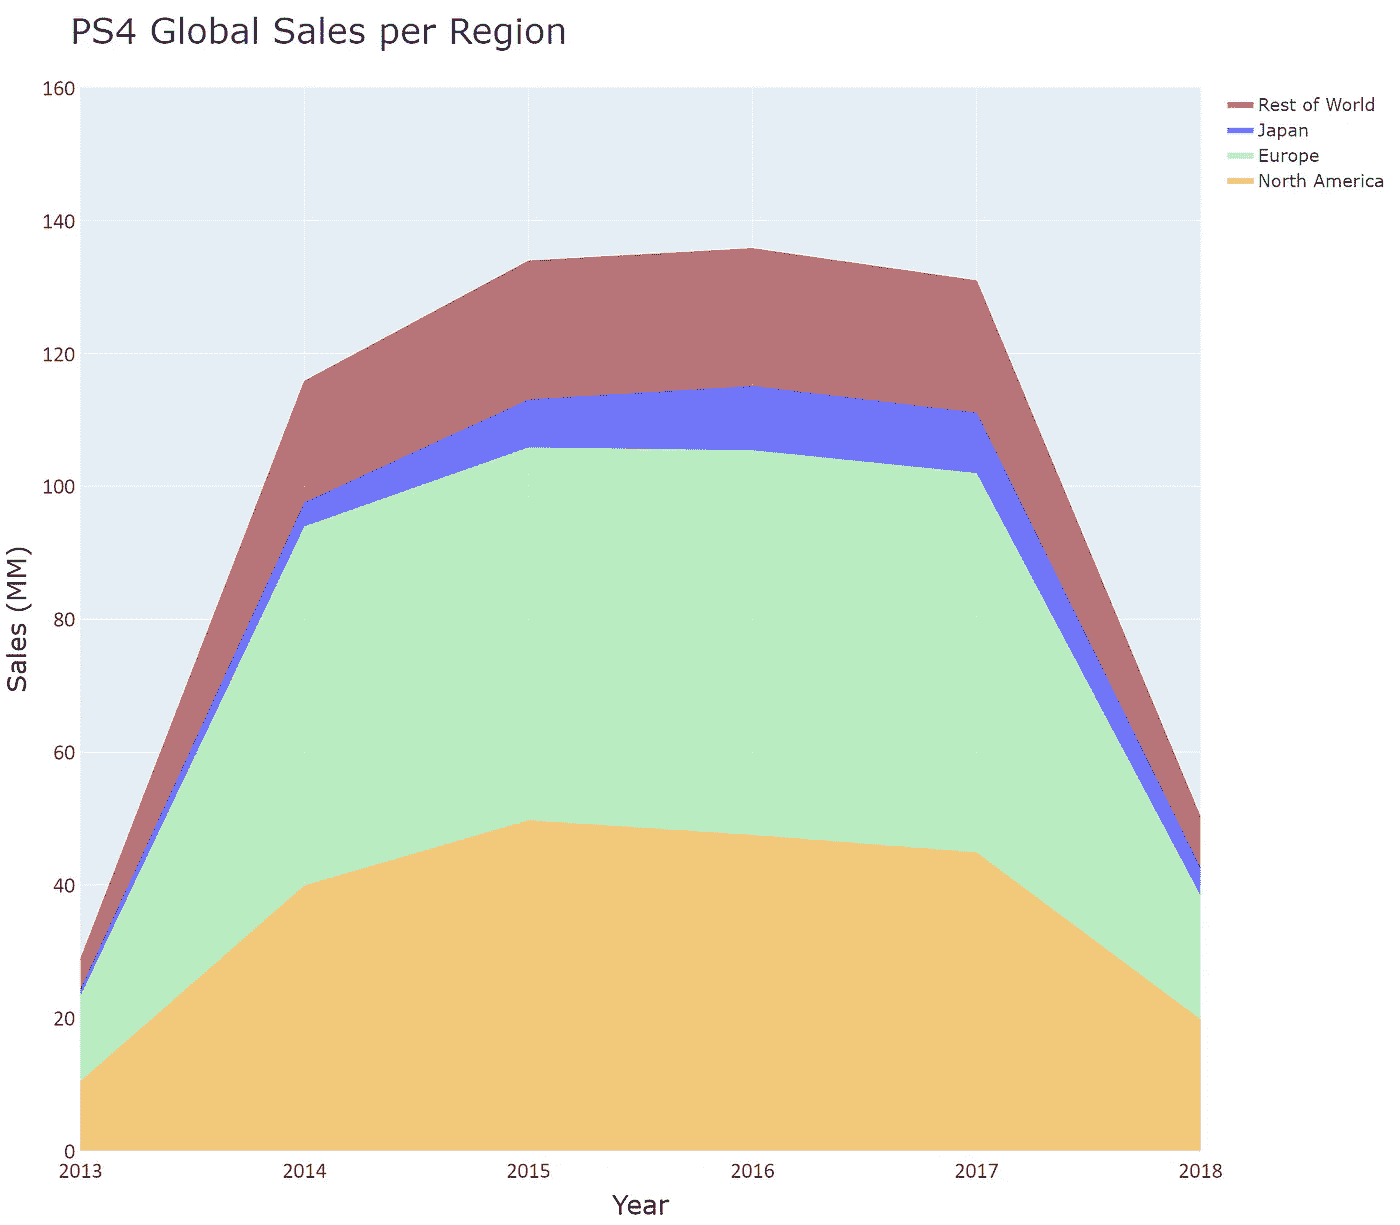 PS4 Global Sales per Region
160
140
120
100
80
60
40
20
0
Sales (MM)
2013 2014 2015 2016 2017 2018
Year
Rest of World
Japan
Europe
North America